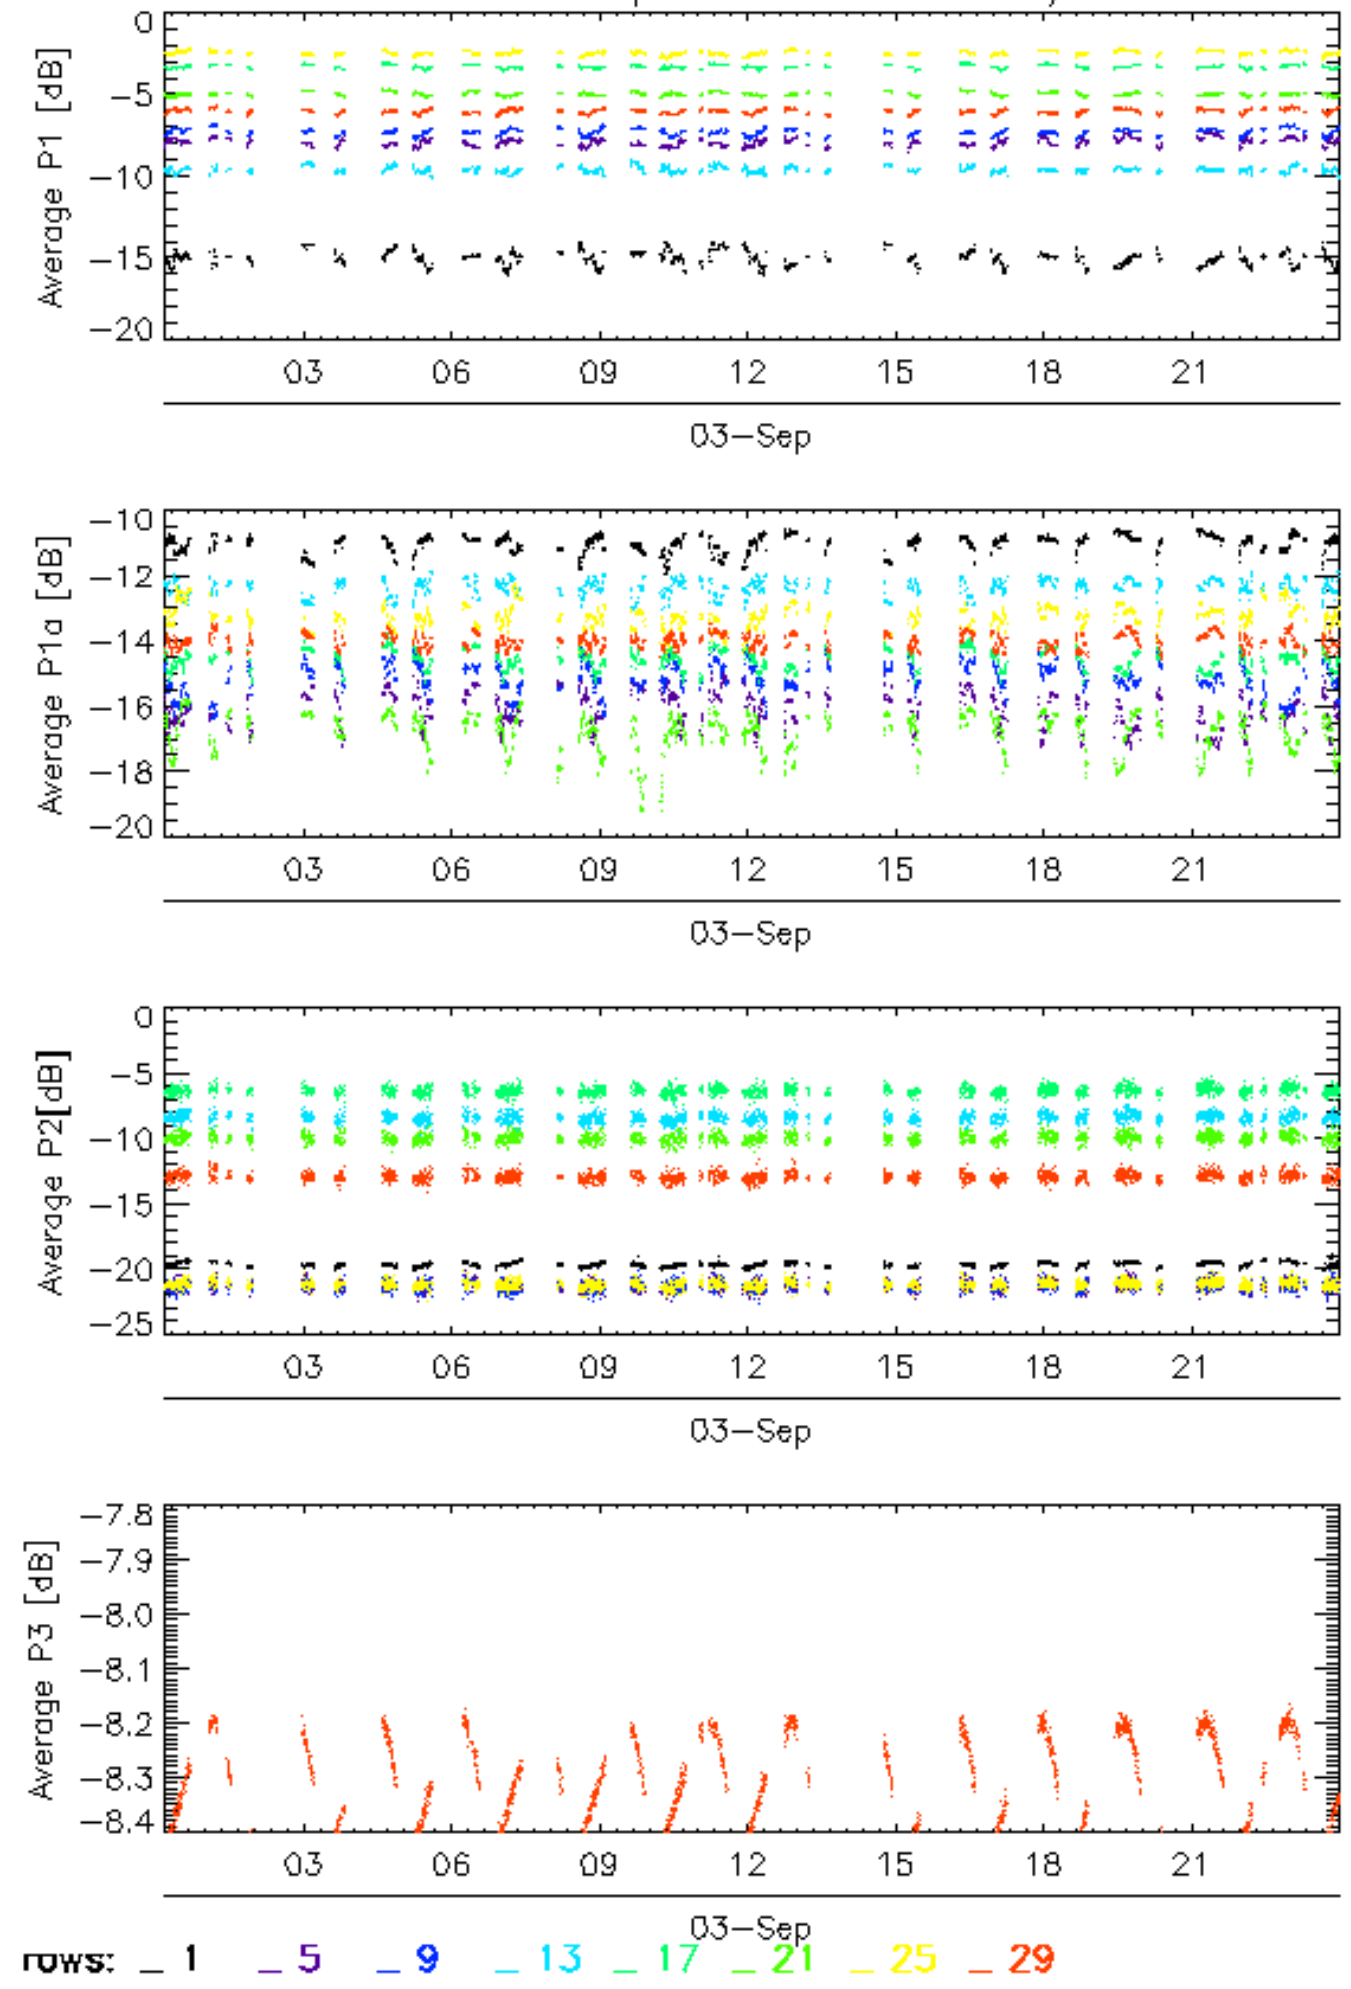 0
−5
−10
−15
−20
Average P1 [dB]
03 06 09 12 15 18 21
03−Sep
−10
−12
−14
−16
−18
−20
Average P1a [dB]
03 06 09 12 15 18 21
03−Sep
0
−5
−10
−15
−20
−25
Average P2[dB]
03 06 09 12 15 18 21
03−Sep
−7.8
−7.9
−8.0
−8.1
−8.2
−8.3
−8.4
Average P3 [dB]
03 06 09 12 15 18 21
03−Sep
rows: _ 1 _ 5 _ 9 _ 13 _ 17 _ 21 _ 25 _ 29